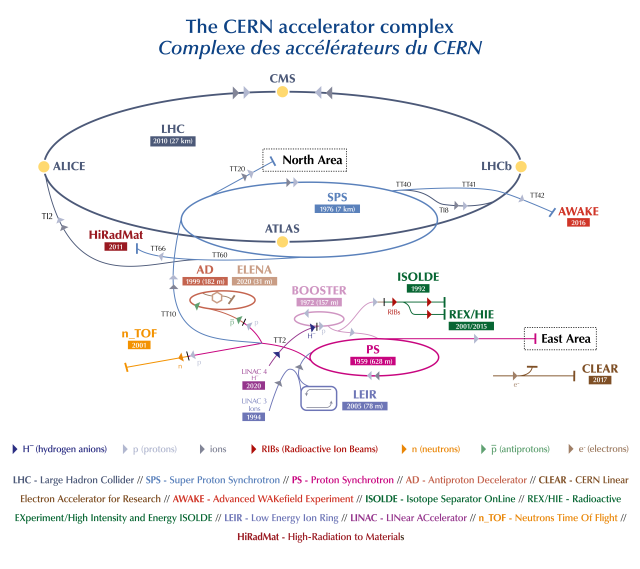 The CERN accelerator complex
Complexe des accélérateurs du CERN
CMS
LHC
2010 (27 km)
North Area
TT20
ALICE
LHCb
TT40
TT41
SPS
1976 (7 km)
TT42
TI8
AWAKE
2016
TI2
ATLAS
HiRadMat
2011
TT66
TT60
AD
1999 (182 m)
ELENA
2020 (31 m)
ISOLDE
1992
BOOSTER
1972 (157 m)
RIBs
REX/HIE
2001/2015
TT10
p
p
p
H⁻
n_TOF
2001
TT2
East Area
n
p
PS
1959 (628 m)
LINAC 4
H⁻
2020
CLEAR
2017
e⁻
LINAC 3
Ions
1994
LEIR
2005 (78 m)
H⁻ (hydrogen anions)
p (protons)
ions
RIBs (Radioactive Ion Beams)
n (neutrons)
p̅ (antiprotons)
e⁻ (electrons)
LHC - Large Hadron Collider // SPS - Super Proton Synchrotron // PS - Proton Synchrotron // AD - Antiproton Decelerator // CLEAR - CERN Linear
Electron Accelerator for Research // AWAKE - Advanced WAKefield Experiment // ISOLDE - Isotope Separator OnLine // REX/HIE - Radioactive
EXperiment/High Intensity and Energy ISOLDE // LEIR - Low Energy Ion Ring // LINAC - LINear ACcelerator // n_TOF - Neutrons Time Of Flight //
HiRadMat - High-Radiation to Materials